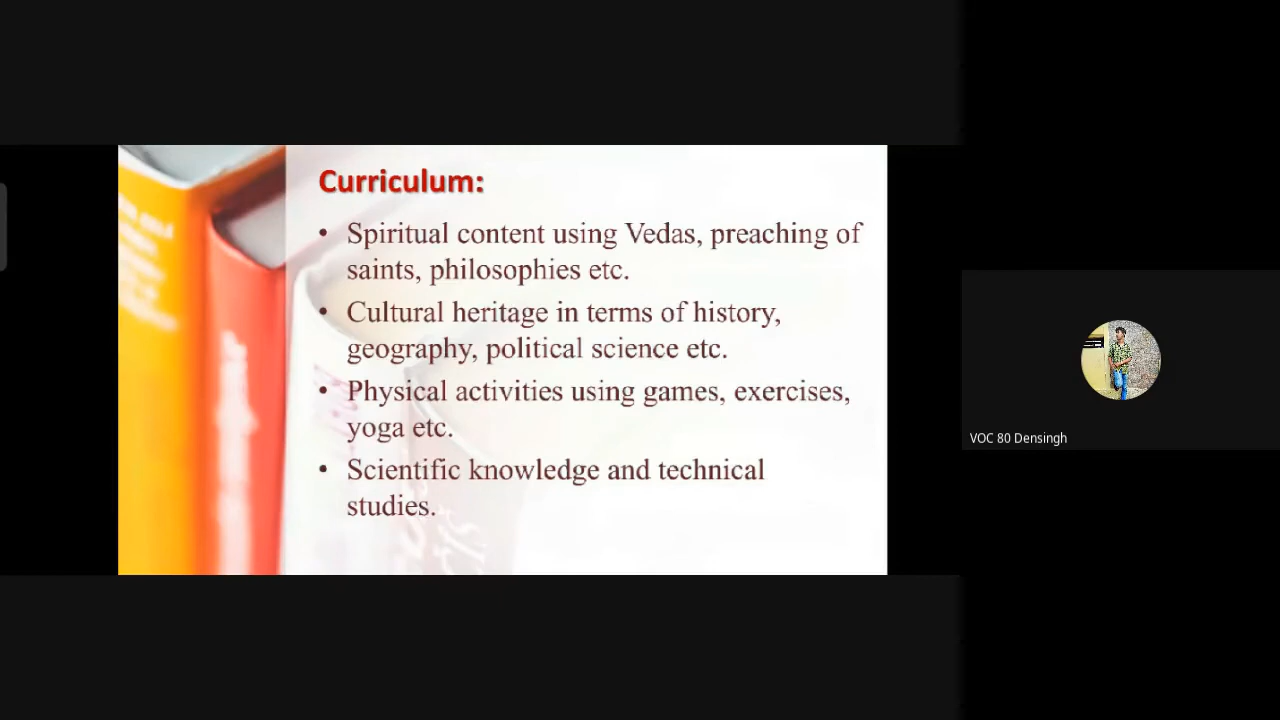 Curriculum:
• Spiritual content using Vedas, preaching of
saints, philosophies etc.
• Cultural heritage in terms of history,
geography, political science etc.
• Physical activities using games, exercises,
yoga etc.
• Scientific knowledge and technical
studies.
VOC 80 Densingh